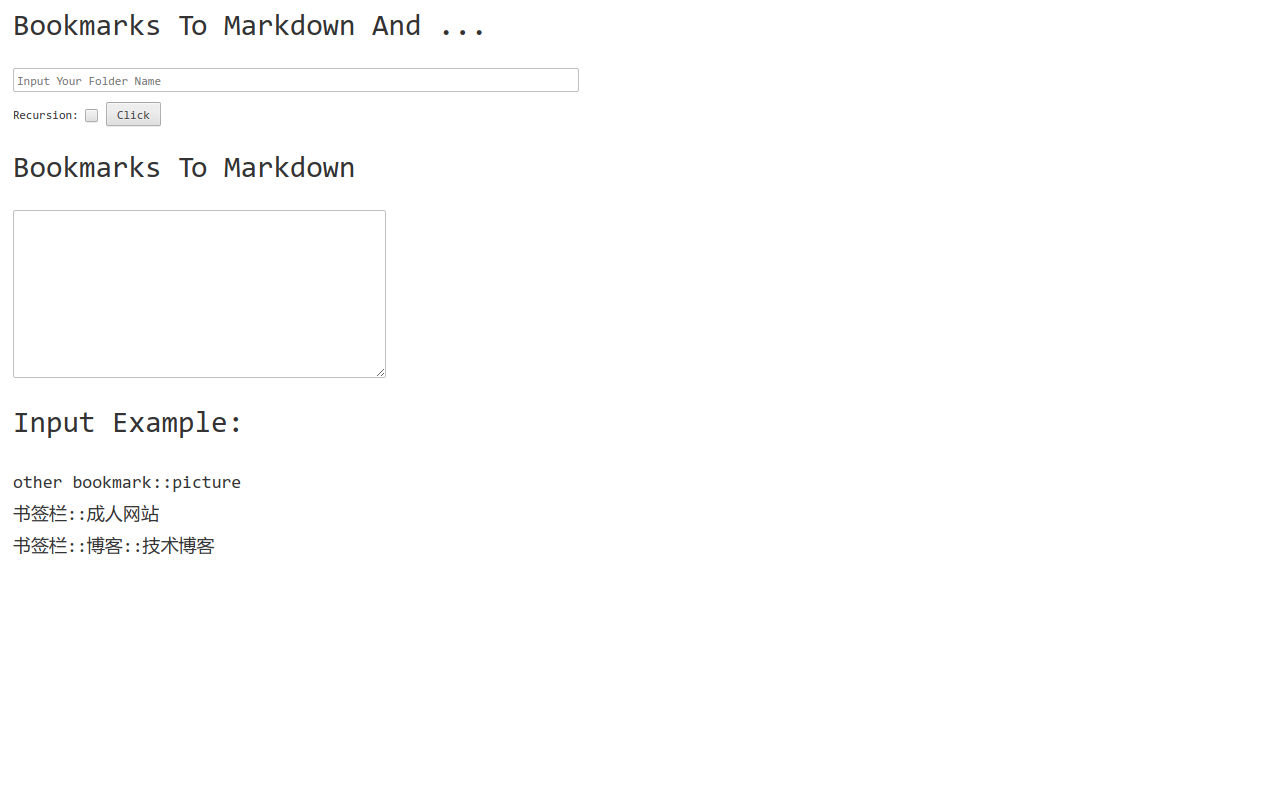 Bookmarks To Markdown And ...
Input Your Folder Name
Recursion: Click
Bookmarks To Markdown
Input Example:
other bookmark::picture
书签栏::成人网站
书签栏::博客::技术博客